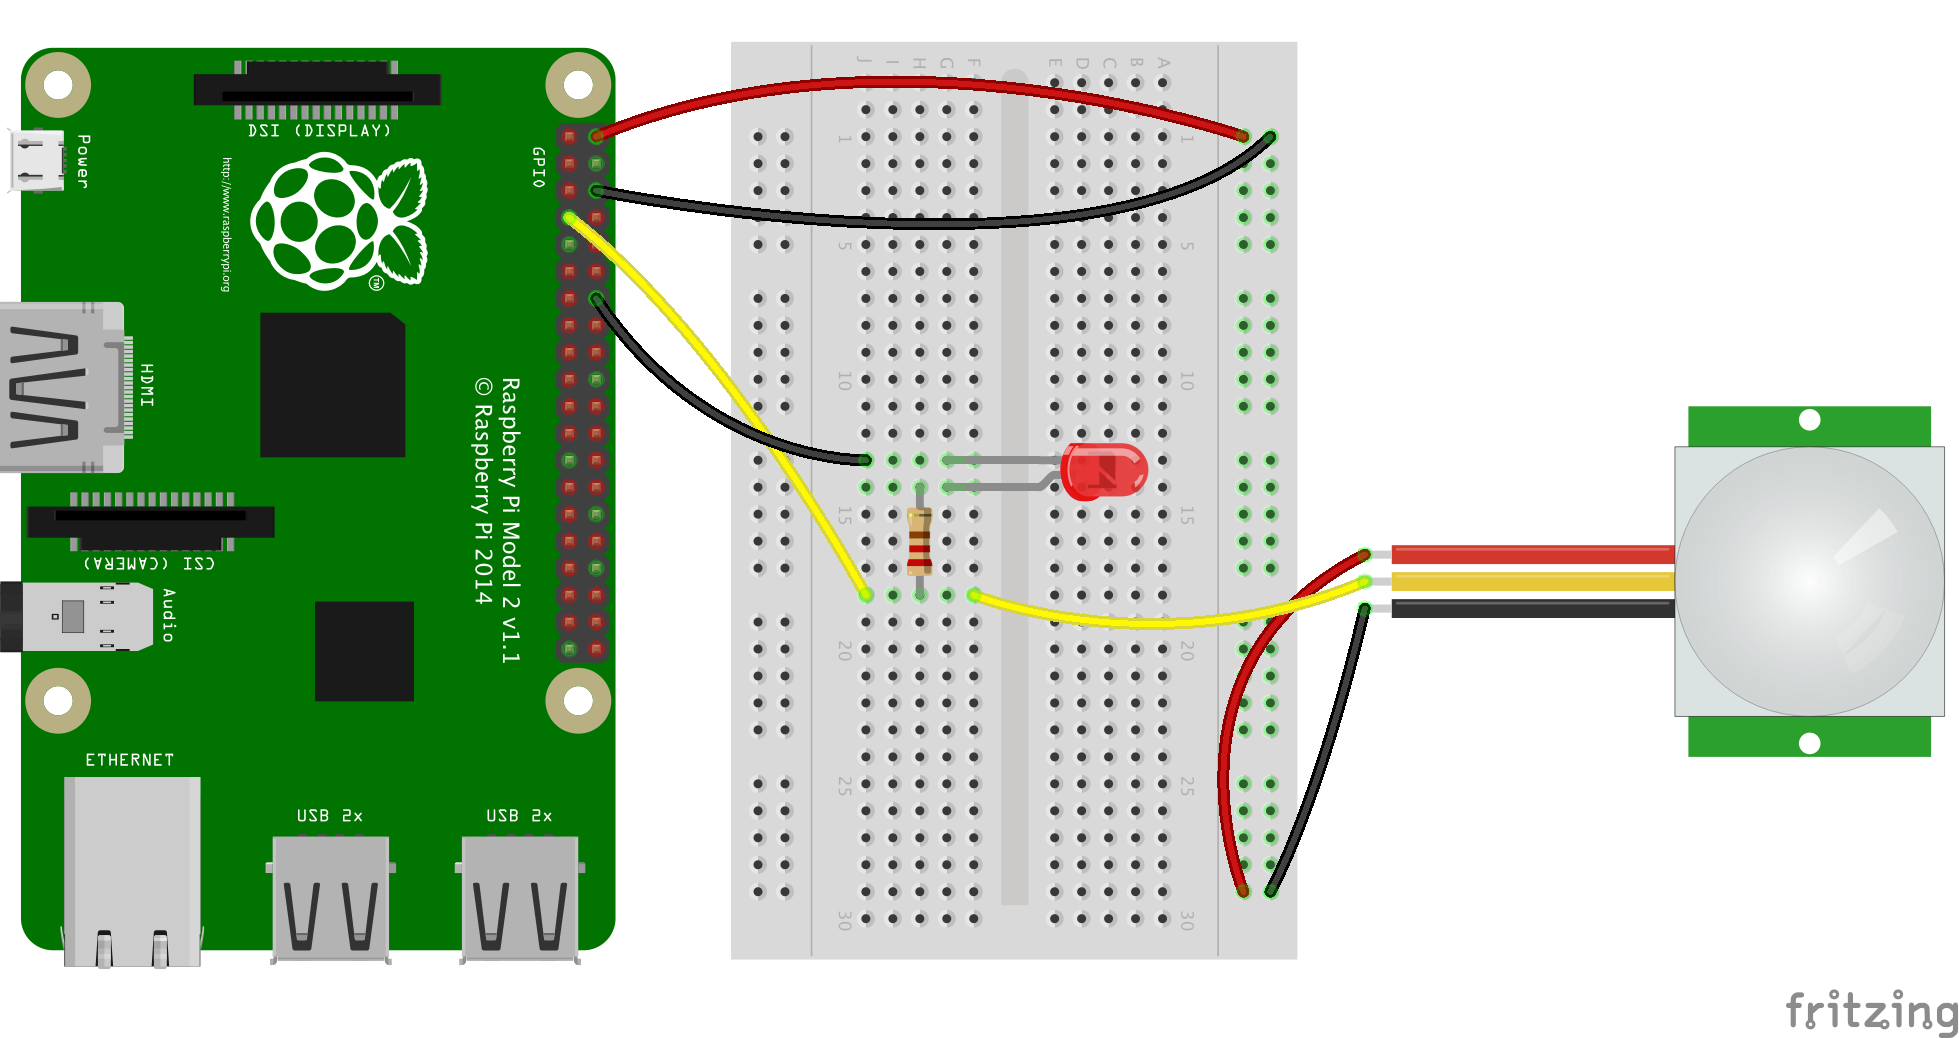 DSI (DISPLAY)
Power
http://www.raspberrypi.org
GPIO
TM
HDMI
Raspberry Pi Model 2 v1.1
© Raspberry Pi 2014
CSI (CAMERA)
Audio
ETHERNET
USB 2x
USB 2x
J I H G F E D C B A
1 1
5 5
10 10
15 15
20 20
25 25
30 30
fritzing